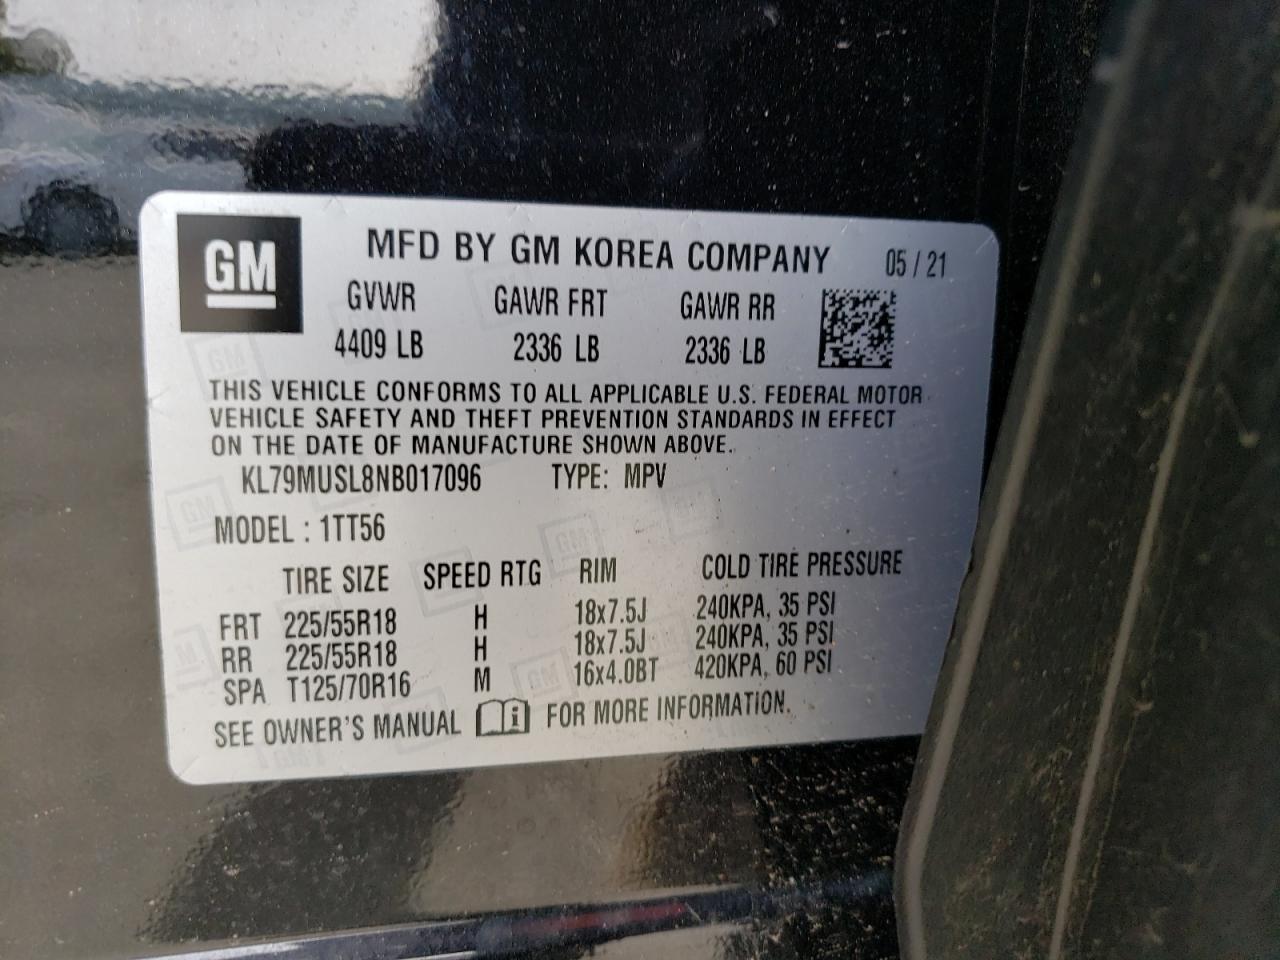 GM
MFD BY GM KOREA COMPANY 05 / 21
GVWR GAWR FRT GAWR RR
4409 LB 2336 LB 2336 LB
THIS VEHICLE CONFORMS TO ALL APPLICABLE U.S. FEDERAL MOTOR
VEHICLE SAFETY AND THEFT PREVENTION STANDARDS IN EFFECT
ON THE DATE OF MANUFACTURE SHOWN ABOVE.
KL79MUSL8NB017096 TYPE: MPV
MODEL : 1TT56
TIRE SIZE SPEED RTG RIM COLD TIRE PRESSURE
FRT 225/55R18 H 18x7.5J 240KPA, 35 PSI
RR 225/55R18 H 18x7.5J 240KPA, 35 PSI
SPA T125/70R16 M 16x4.0BT 420KPA, 60 PSI
SEE OWNER'S MANUAL i FOR MORE INFORMATION.